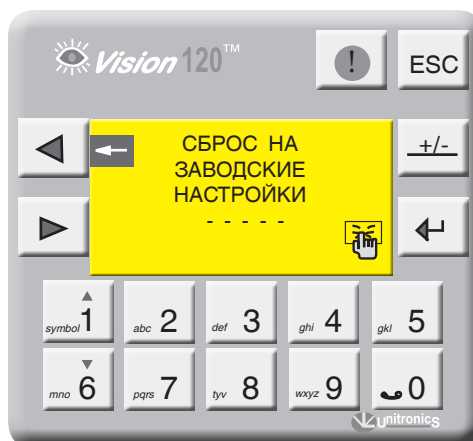 Vision 120™
! ESC
СБРОС НА
ЗАВОДСКИЕ
НАСТРОЙКИ
- - - - -
+/-
symbol 1 abc 2 def 3 ghi 4 gkl 5
mno 6 pqrs 7 tyv 8 wxyz 9 0
Unitronics